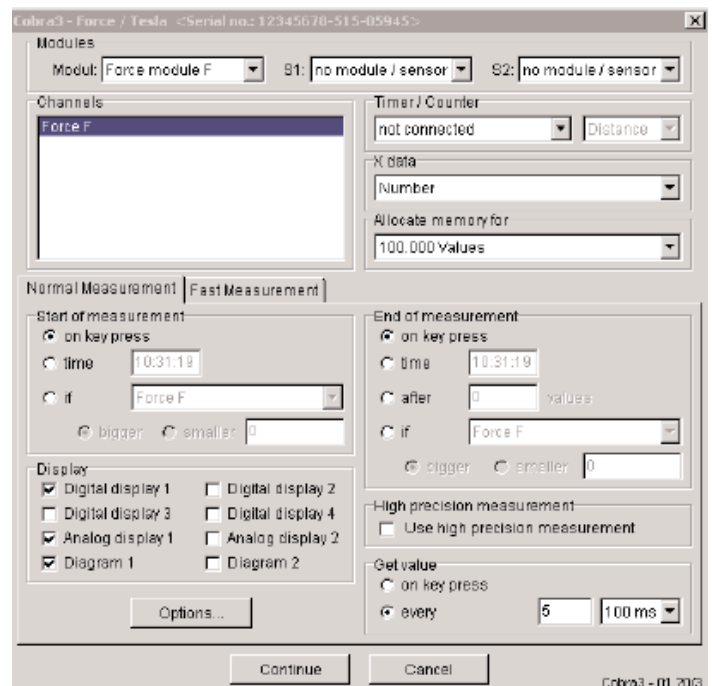 Cobra3 - Force / Tesla <Serial no.: 12345678-515-05945>
Modules
Modul: Force module F S1: no module / sensor S2: no module / sensor
Channels
Force F
Timer / Counter
not connected Distance
X data
Number
Allocate memory for
100.000 Values
Normal Measurement Fast Measurement
Start of measurement
on key press
time 10:31:19
if Force F
bigger smaller 0
End of measurement
on key press
time 10:31:19
after 0 values
if Force F
bigger smaller 0
Display
Digital display 1 Digital display 2
Digital display 3 Digital display 4
Analog display 1 Analog display 2
Diagram 1 Diagram 2
Options...
High precision measurement
Use high precision measurement
Get value
on key press
every 5 100 ms
Continue Cancel
Cobra3 - 01.20G3